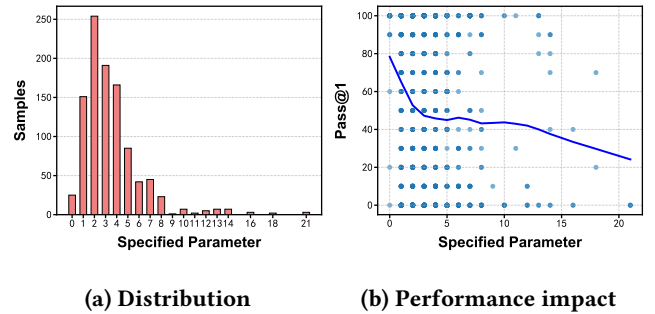 250
200
150
100
50
0
Samples
0 1 2 3 4 5 6 7 8 9 10 11 12 13 14 16 18 21
Specified Parameter
(a) Distribution
100
80
60
40
20
0
Pass@1
0 5 10 15 20
Specified Parameter
(b) Performance impact